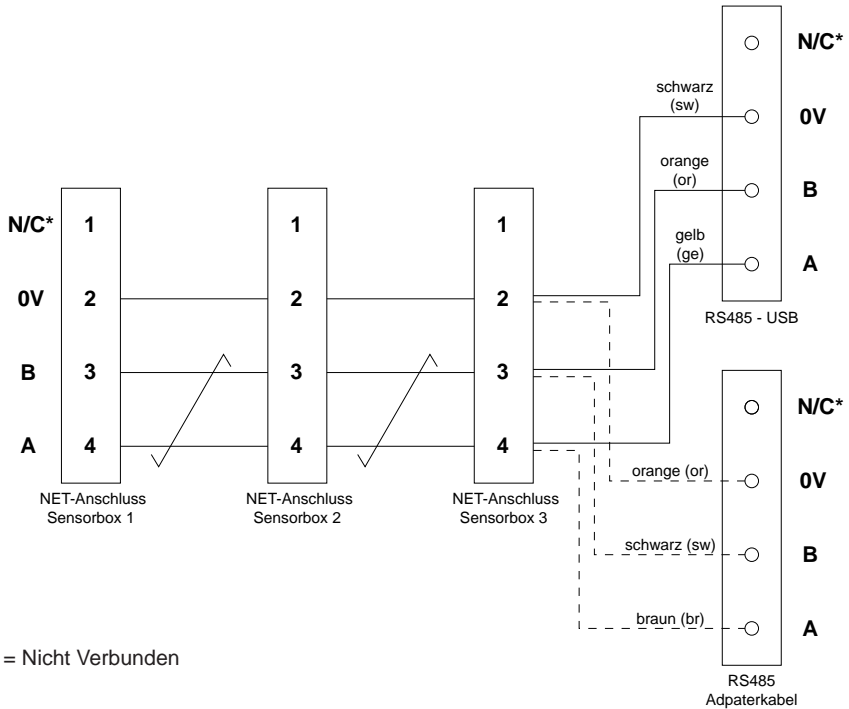 N/C*
schwarz
(sw)
0V
orange
(or)
B
gelb
(ge)
A
RS485 - USB
N/C* 1 1 1
0V 2 2 2
B 3 3 3
A 4 4 4
NET-Anschluss
Sensorbox 1
NET-Anschluss
Sensorbox 2
NET-Anschluss
Sensorbox 3
N/C*
orange (or)
0V
schwarz (sw)
B
braun (br)
A
RS485
Adpaterkabel
= Nicht Verbunden